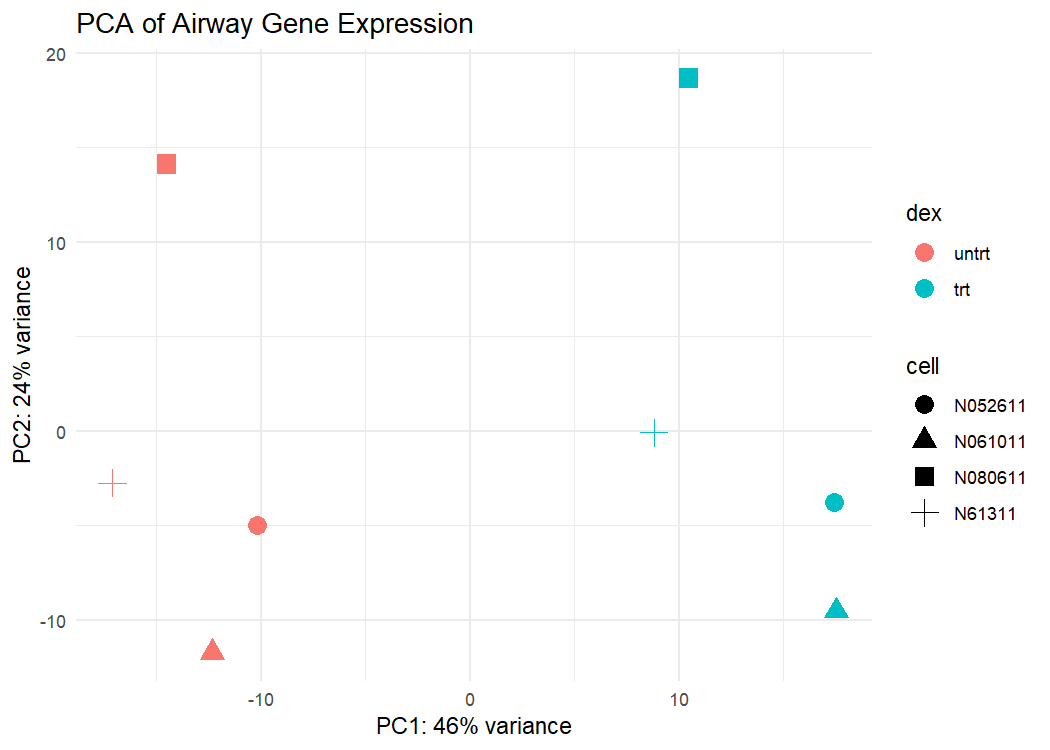 PCA of Airway Gene Expression
20
10
0
-10
PC2: 24% variance
-10
0
10
PC1: 46% variance
dex
untrt
trt
cell
N052611
N061011
N080611
N61311